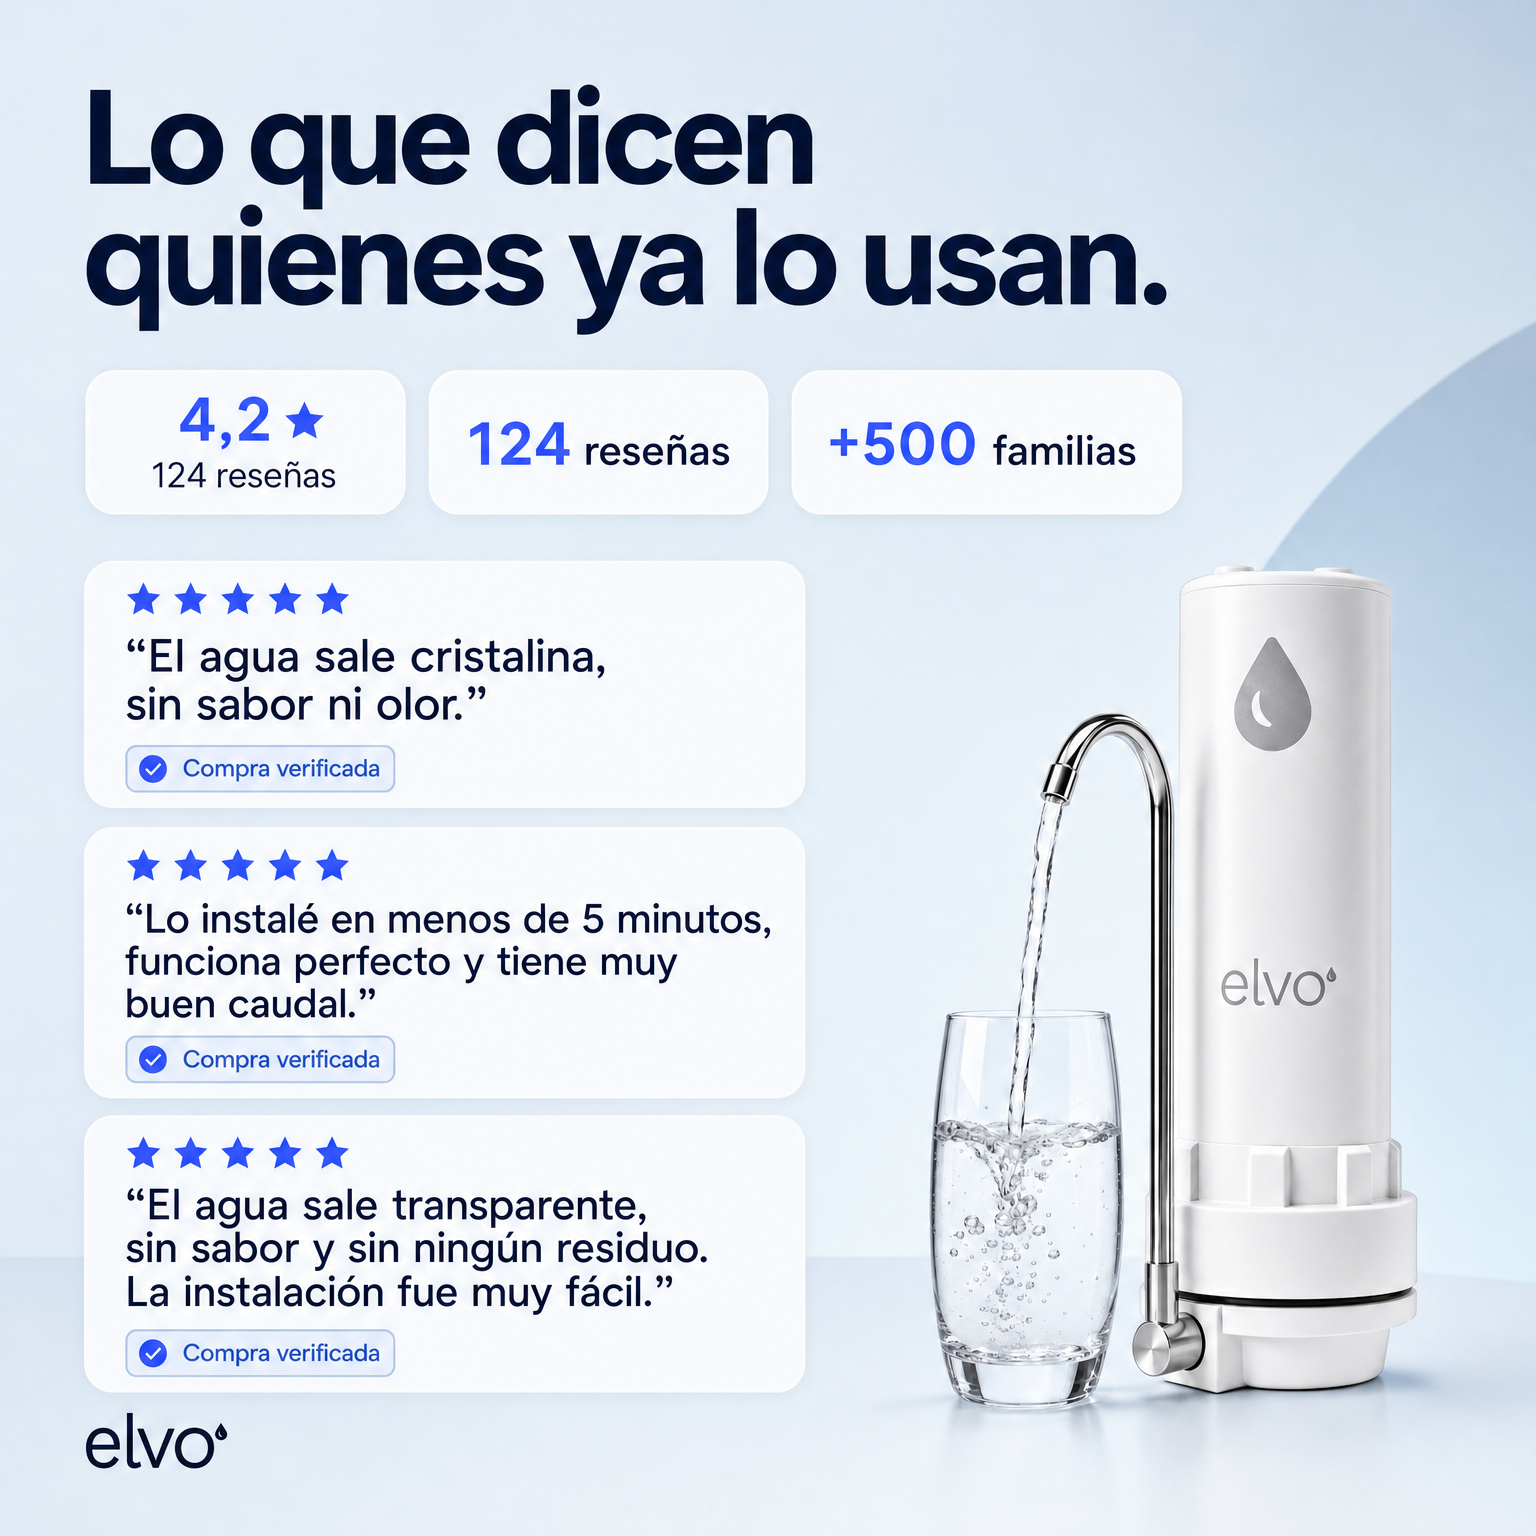 Lo que dicen
quienes ya lo usan.
4,2 ★
124 reseñas
124 reseñas
+500 familias
★★★★★
“El agua sale cristalina,
sin sabor ni olor.”
Compra verificada
★★★★★
“Lo instalé en menos de 5 minutos,
funciona perfecto y tiene muy
buen caudal.”
Compra verificada
★★★★★
“El agua sale transparente,
sin sabor y sin ningún residuo.
La instalación fue muy fácil.”
Compra verificada
elvo
elvo